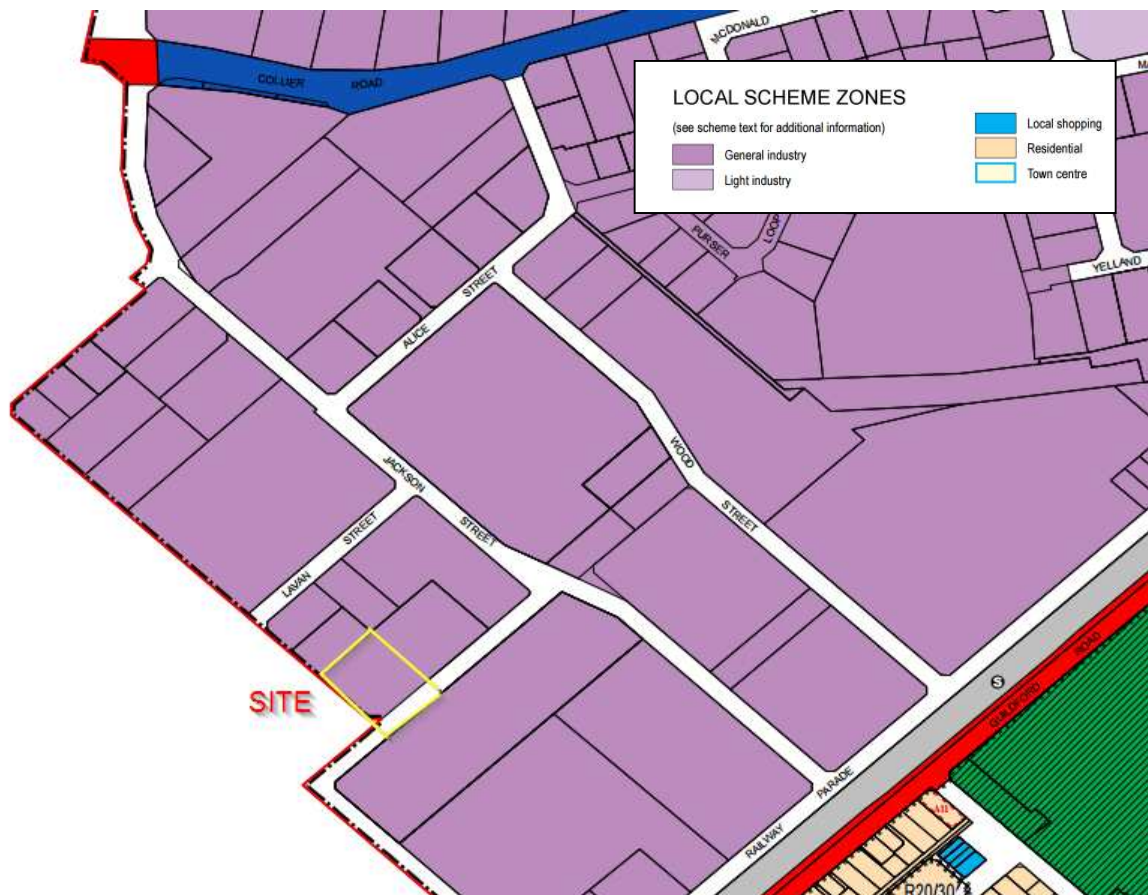 MCDONALD
COLLIER ROAD
MA
LOCAL SCHEME ZONES
(see scheme text for additional information)
General industry
Light industry
Local shopping
Residential
Town centre
PURSER
LOOP
YELLAND
ALICE STREET
WOOD STREET
JACKSON STREET
LAVAN STREET
SITE
S
GUILDFORD ROAD
RAILWAY PARADE
A11
R20/30